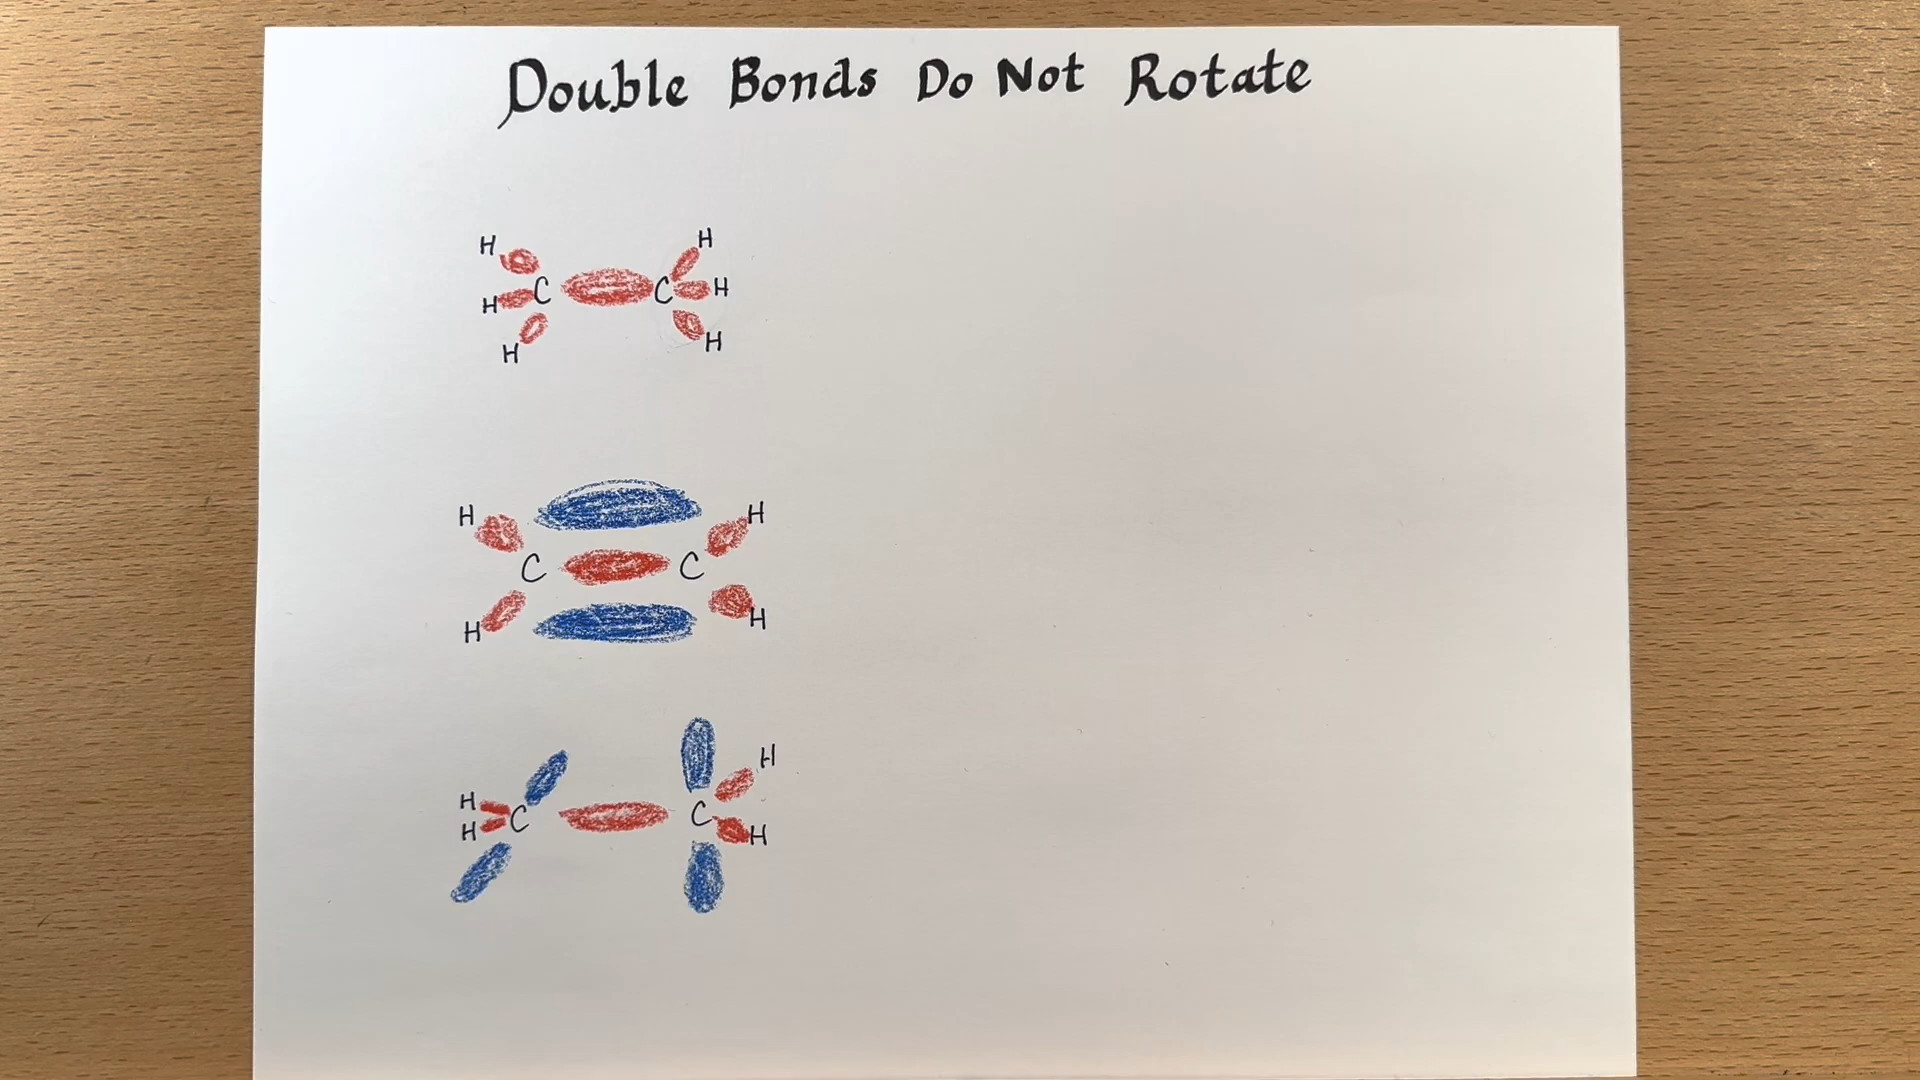 Double Bonds Do Not Rotate
H H
C C H
H
H H
H H
C C
H H
H
H C C
H H